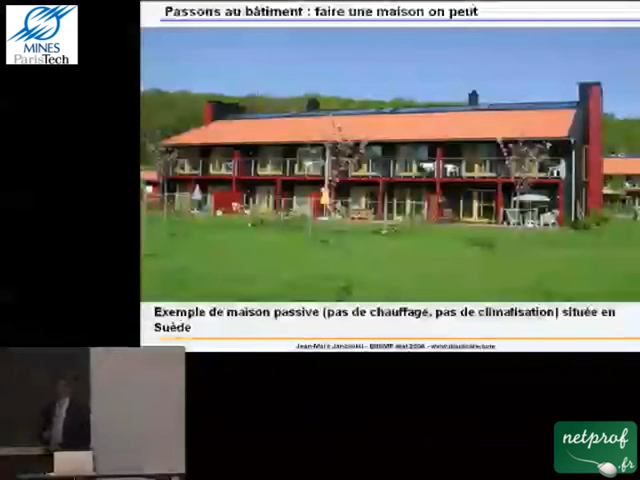 MINES
ParisTech
Passons au bâtiment : faire une maison on peut
Exemple de maison passive (pas de chauffage, pas de climatisation) située en
Suède
netprof
.fr